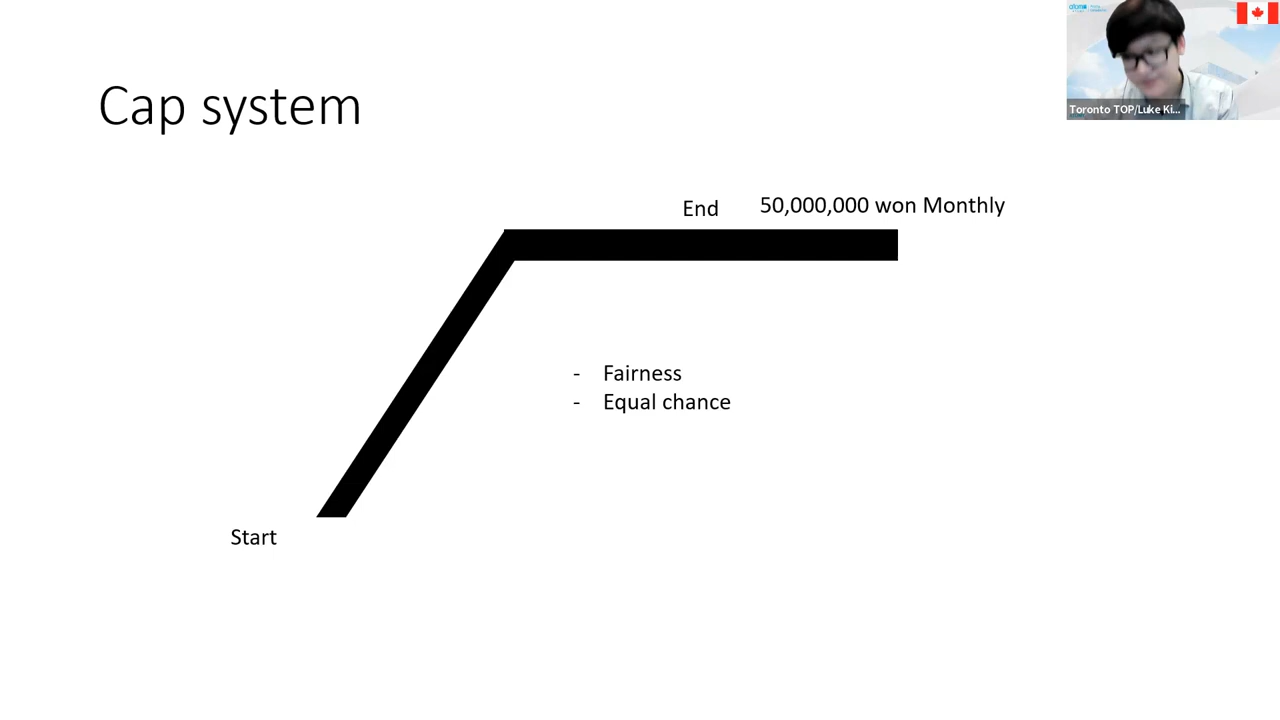 Cap system
Toronto TOP/Luke Ki...
End
50,000,000 won Monthly
- Fairness
- Equal chance
Start